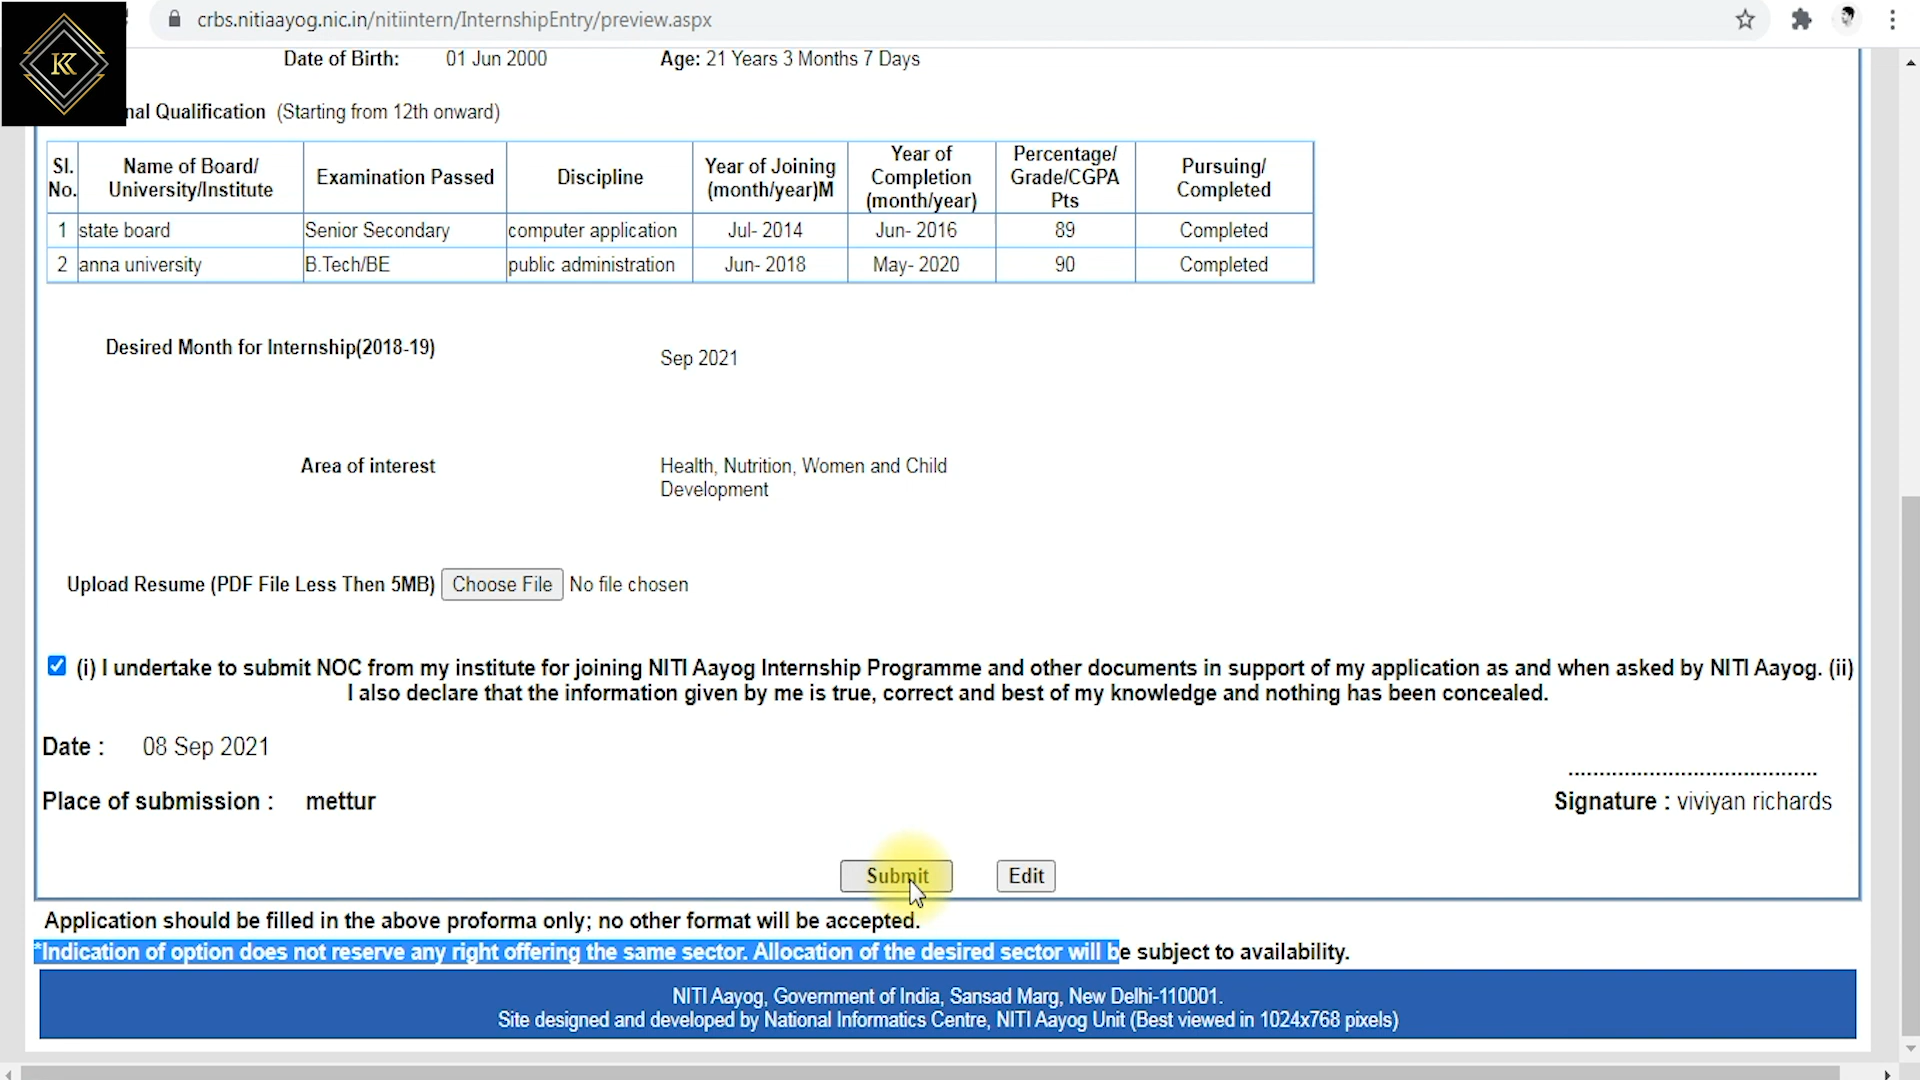 crbs.nitiaayog.nic.in/nitiintern/InternshipEntry/preview.aspx
K
Date of Birth: 01 Jun 2000 Age: 21 Years 3 Months 7 Days
nal Qualification (Starting from 12th onward)
Sl. No. Name of Board/ University/Institute Examination Passed Discipline Year of Joining (month/year)M Year of Completion (month/year) Percentage/ Grade/CGPA Pts Pursuing/ Completed
1 state board Senior Secondary computer application Jul- 2014 Jun- 2016 89 Completed
2 anna university B.Tech/BE public administration Jun- 2018 May- 2020 90 Completed
Desired Month for Internship(2018-19) Sep 2021
Area of interest Health, Nutrition, Women and Child
Development
Upload Resume (PDF File Less Then 5MB) Choose File No file chosen
(i) I undertake to submit NOC from my institute for joining NITI Aayog Internship Programme and other documents in support of my application as and when asked by NITI Aayog. (ii)
I also declare that the information given by me is true, correct and best of my knowledge and nothing has been concealed.
Date : 08 Sep 2021
.......................................
Place of submission : mettur Signature : viviyan richards
Submit Edit
Application should be filled in the above proforma only; no other format will be accepted.
*Indication of option does not reserve any right offering the same sector. Allocation of the desired sector will be subject to availability.
NITI Aayog, Government of India, Sansad Marg, New Delhi-110001.
Site designed and developed by National Informatics Centre, NITI Aayog Unit (Best viewed in 1024x768 pixels)